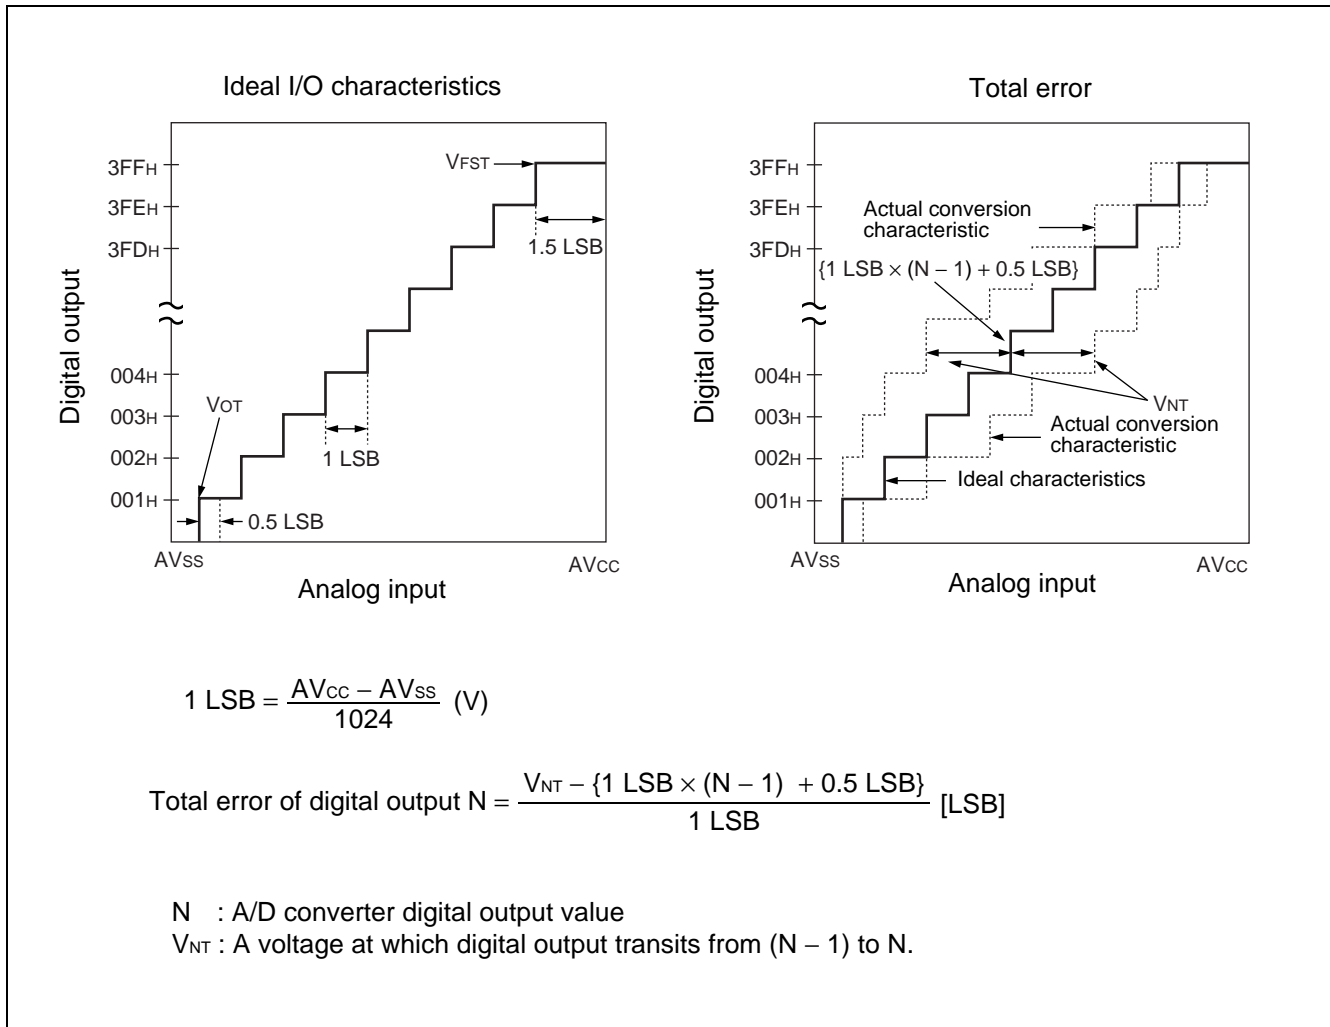 Ideal I/O characteristics
VFST
3FFH
3FEH
3FDH
1.5 LSB
Digital output
004H
003H
002H
001H
VOT
1 LSB
0.5 LSB
AVSS
AVCC
Analog input
Total error
3FFH
3FEH
3FDH
Actual conversion
characteristic
{1 LSB × (N − 1) + 0.5 LSB}
Digital output
004H
003H
002H
001H
VNT
Actual conversion
characteristic
Ideal characteristics
AVSS
AVCC
Analog input
1 LSB = AVCC − AVSS / 1024 (V)
Total error of digital output N = VNT − {1 LSB × (N − 1) + 0.5 LSB} / 1 LSB [LSB]
N : A/D converter digital output value
VNT : A voltage at which digital output transits from (N − 1) to N.